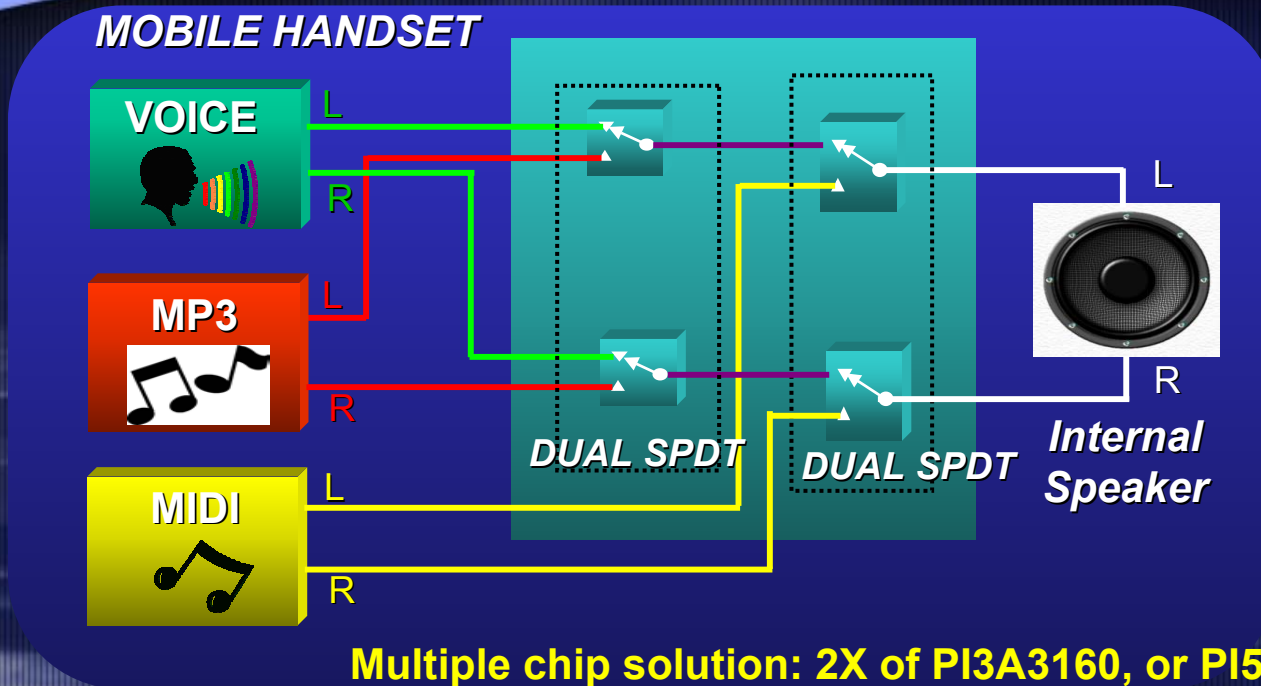 MOBILE HANDSET
VOICE
L
R
MP3
L
R
MIDI
L
R
DUAL SPDT
DUAL SPDT
L
R
Internal
Speaker
Multiple chip solution: 2X of PI3A3160, or PI5